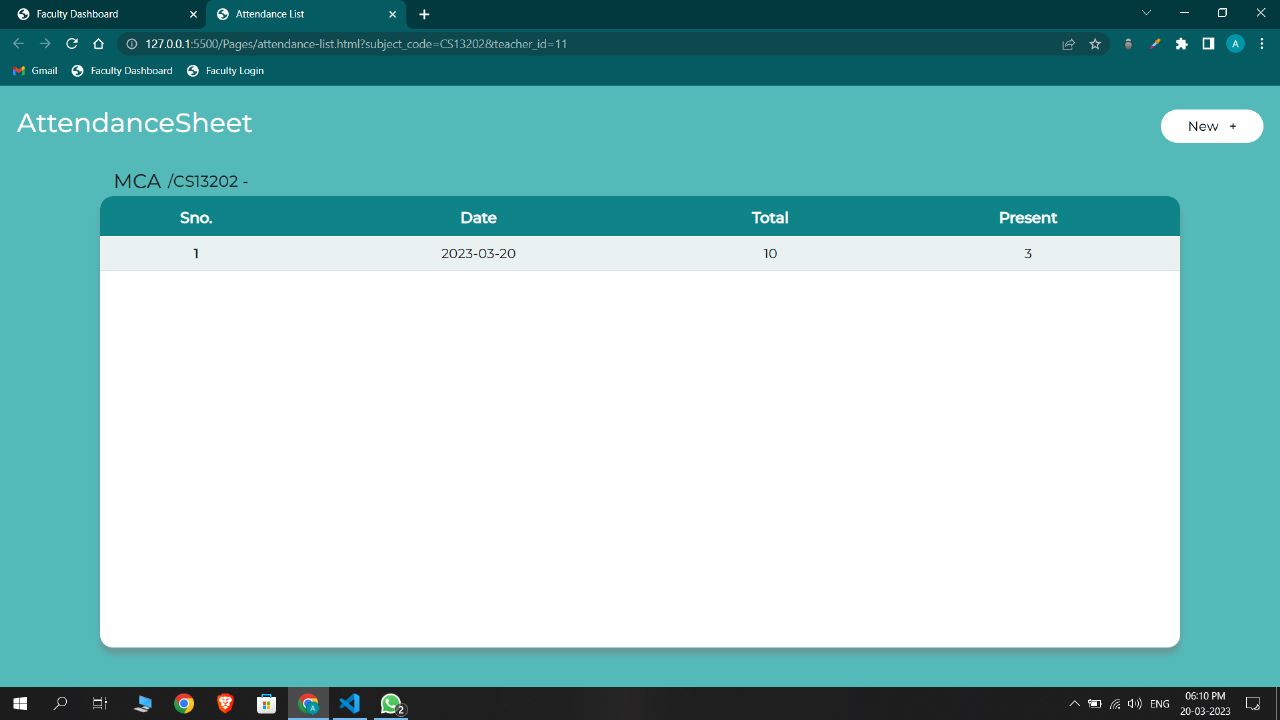 Faculty Dashboard
Attendance List
127.0.0.1:5500/Pages/attendance-list.html?subject_code=CS13202&teacher_id=11
A
Gmail
Faculty Dashboard
Faculty Login
AttendanceSheet
New +
MCA /CS13202 -
Sno. Date Total Present
1 2023-03-20 10 3
A
2
ENG
06:10 PM
20-03-2023